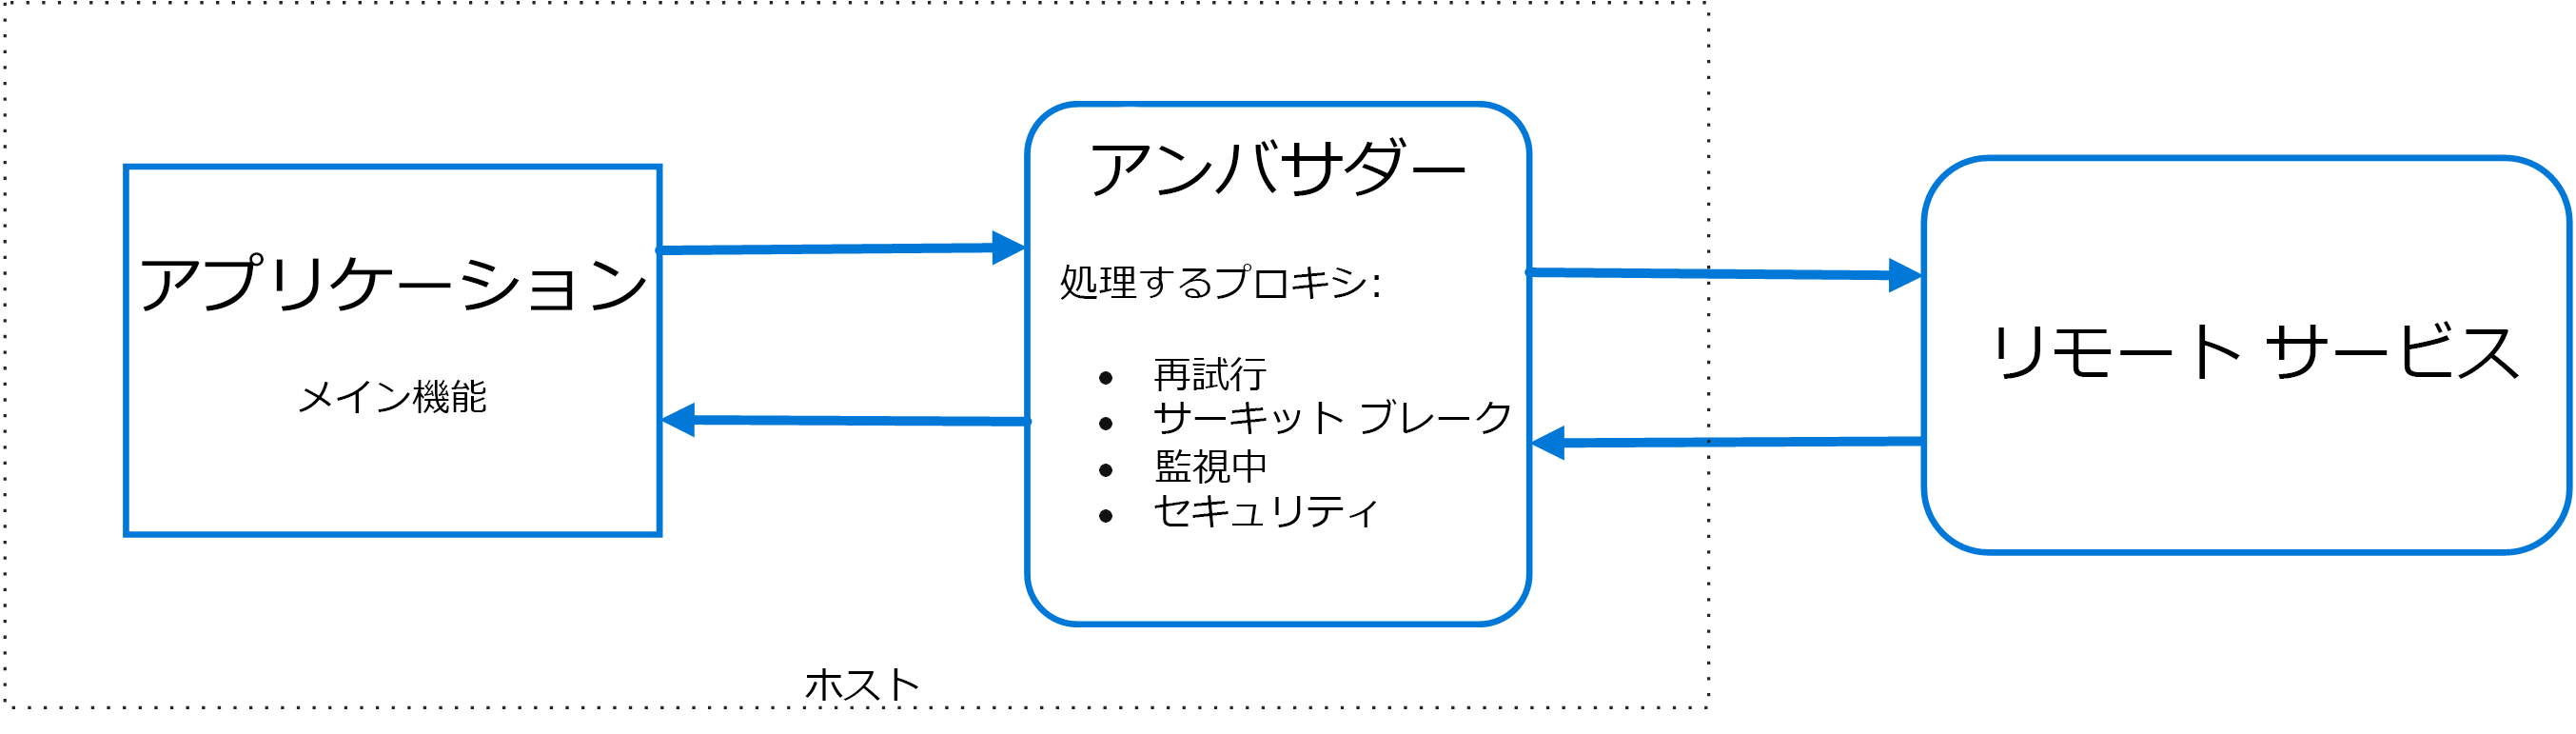 アプリケーション
メイン機能
アンバサダー
処理するプロキシ:
● 再試行
● サーキット ブレーク
● 監視中
● セキュリティ
リモート サービス
ホスト